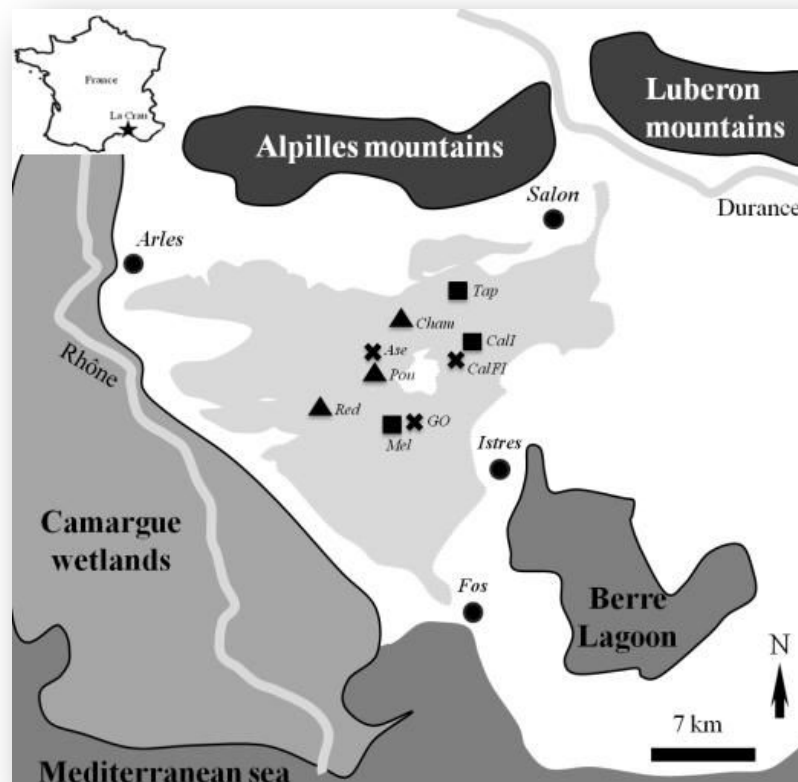 France
La Crau
Luberon
mountains
Alpilles mountains
Durance
Salon
Arles
Tap
Cham
CalI
Ase
CalFI
Rhône
Pou
Red
GO
Mel
Istres
Camargue
wetlands
Fos
Berre
Lagoon
N
7 km
Mediterranean sea